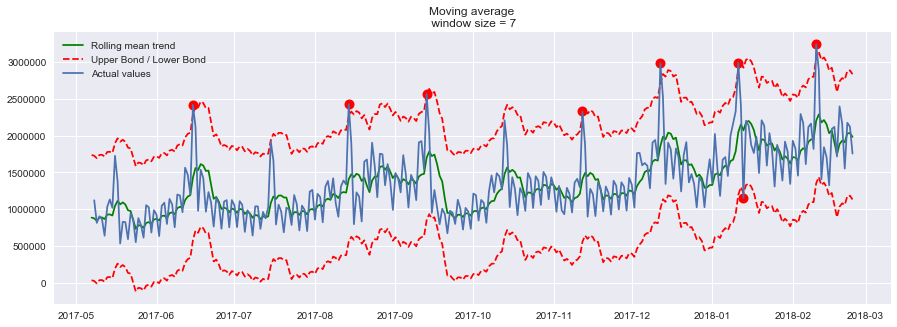 Moving average
window size = 7
Rolling mean trend
Upper Bond / Lower Bond
Actual values
3000000
2500000
2000000
1500000
1000000
500000
0
2017-05 2017-06 2017-07 2017-08 2017-09 2017-10 2017-11 2017-12 2018-01 2018-02 2018-03